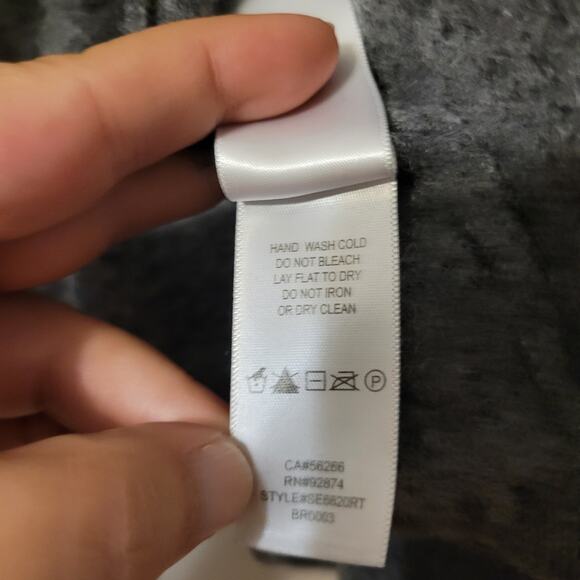 HAND WASH COLD
DO NOT BLEACH
LAY FLAT TO DRY
DO NOT IRON
OR DRY CLEAN
P
CA#56266
RN#92874
STYLE#SE6620RT
BR0003